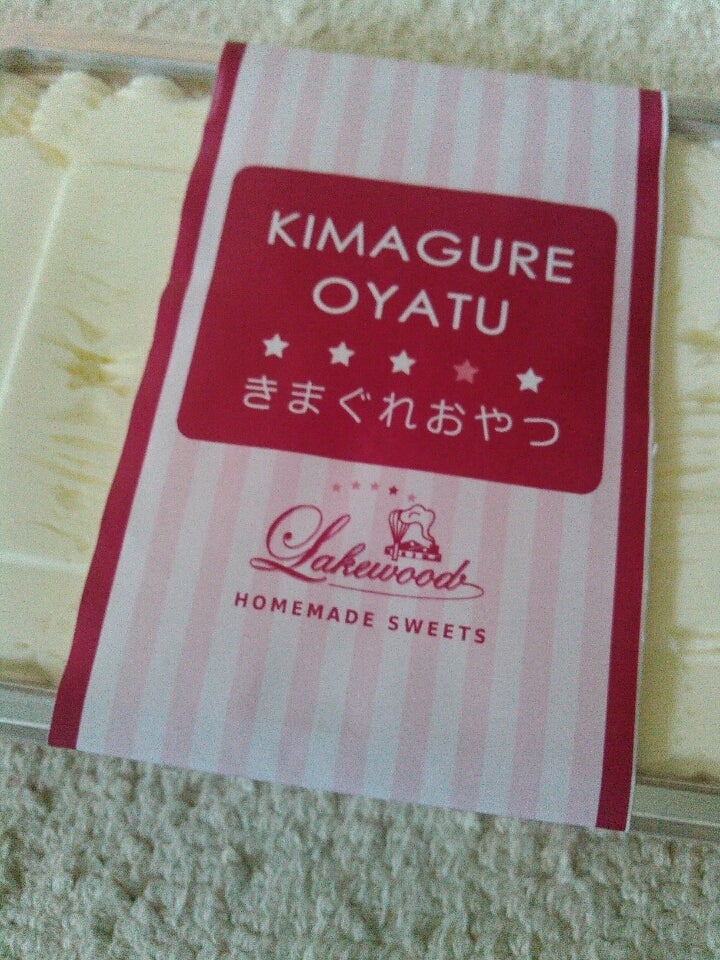 KIMAGURE
OYATU
きまぐれおやつ
Lakewood
HOMEMADE SWEETS